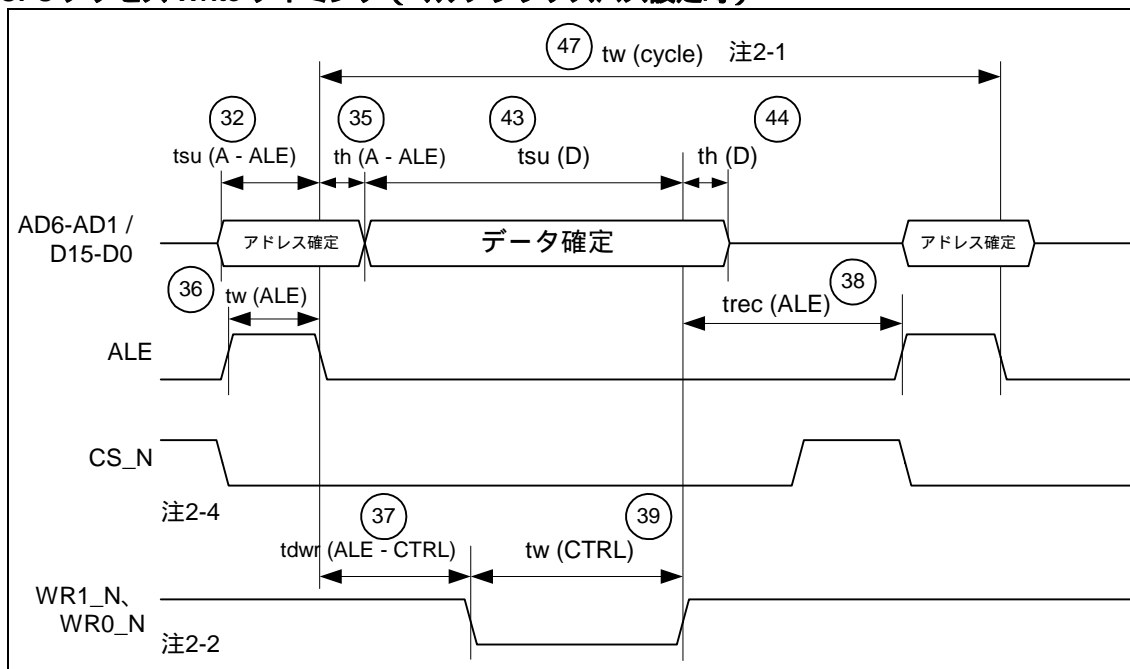 47 tw (cycle) 注2-1
32 35 43 44
tsu (A - ALE) th (A - ALE) tsu (D) th (D)
AD6-AD1 /
D15-D0
アドレス確定 データ確定 アドレス確定
36 tw (ALE) 38
trec (ALE)
ALE
CS_N
注2-4
37 39
tdwr (ALE - CTRL) tw (CTRL)
WR1_N、
WR0_N
注2-2